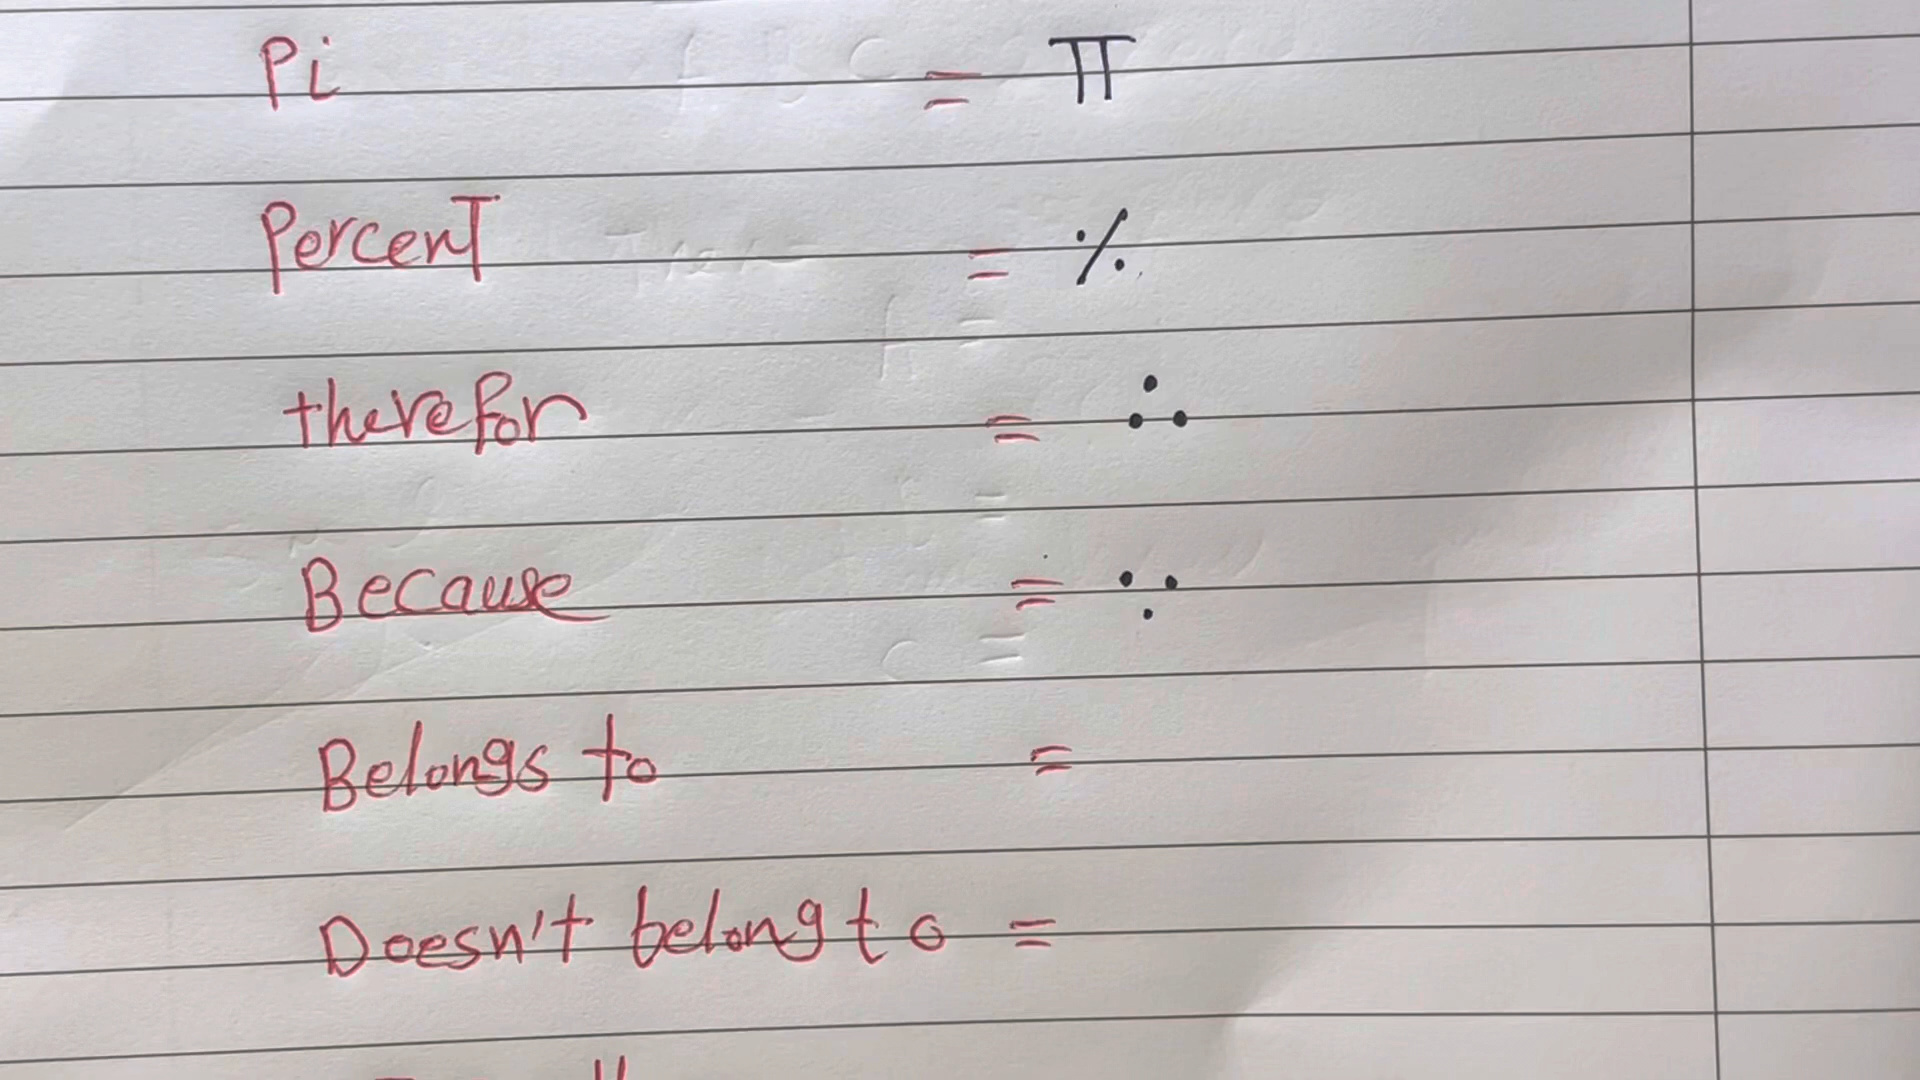 Pi = π
Percent = %
therefor = ∴
Because = ∵
Belongs to =
Doesn't belong to =